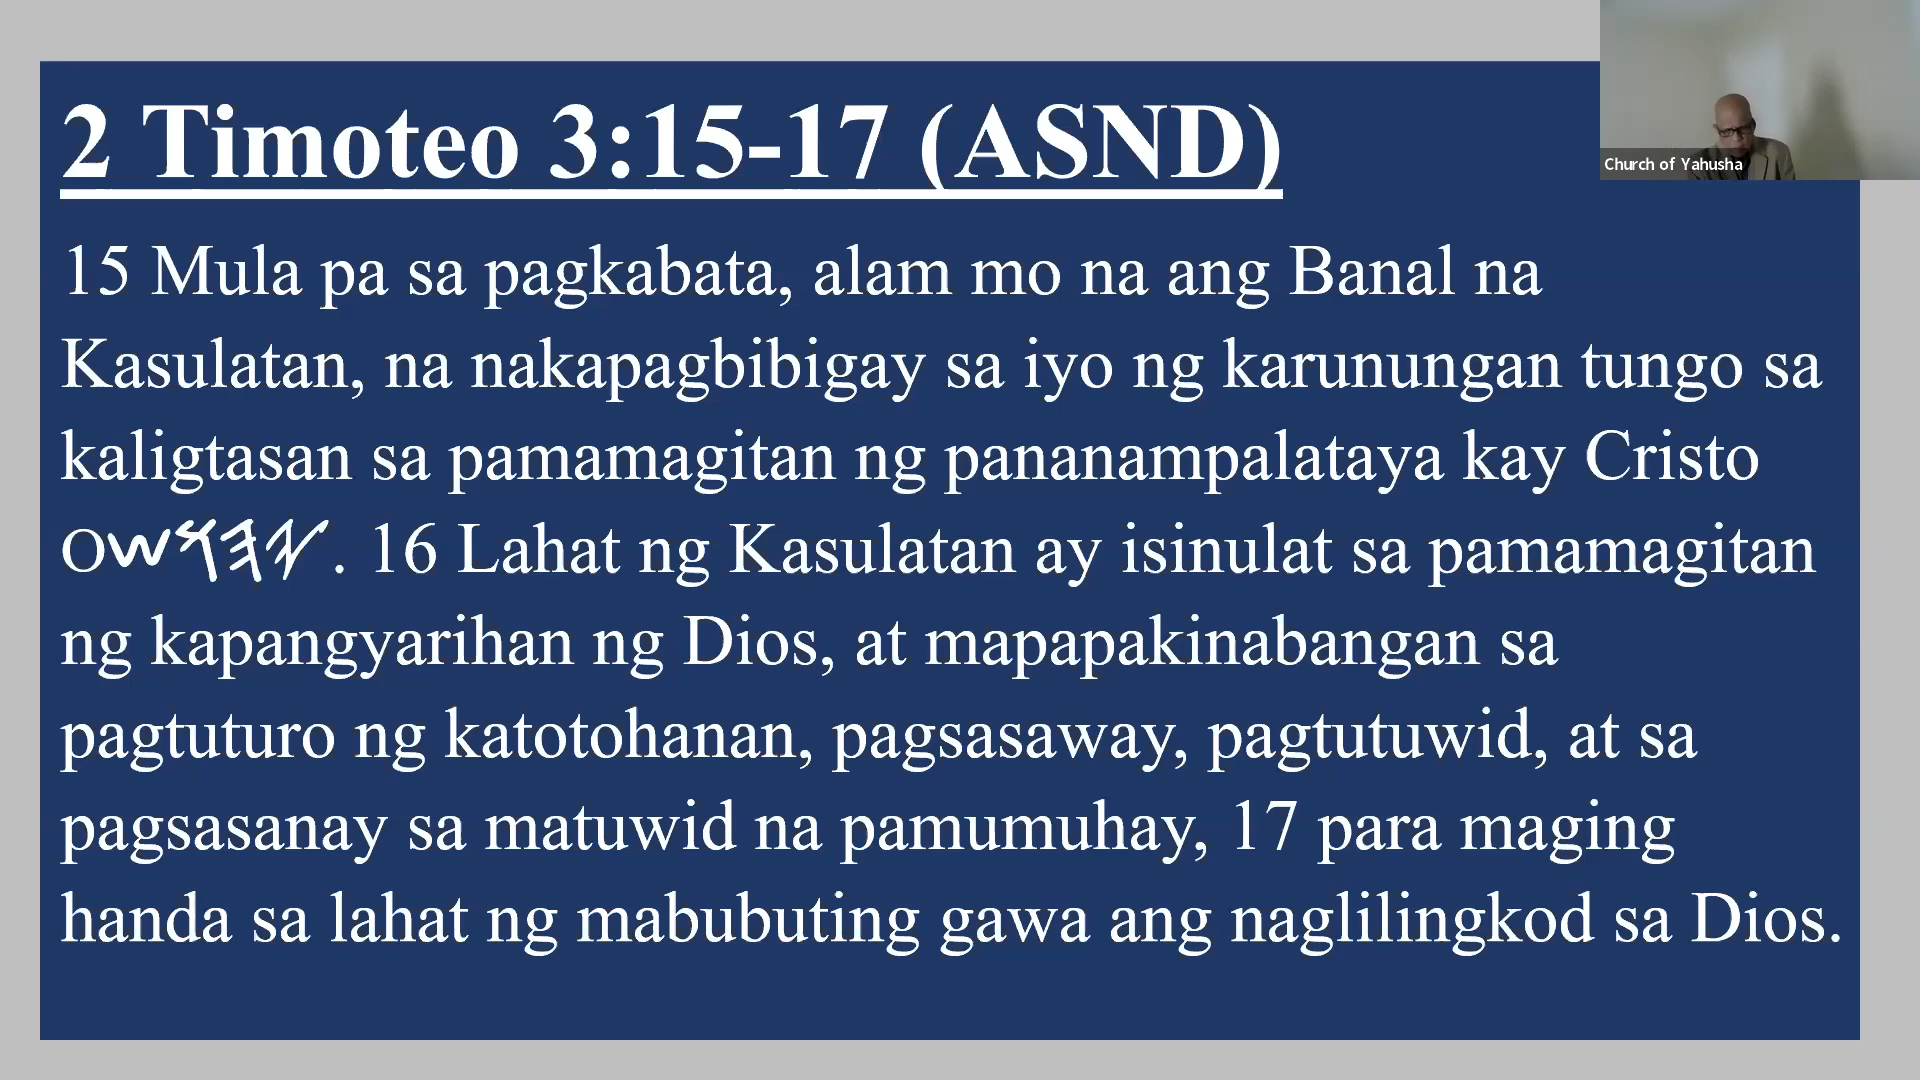 2 Timoteo 3:15-17 (ASND)
Church of Yahusha
15 Mula pa sa pagkabata, alam mo na ang Banal na
Kasulatan, na nakapagbibigay sa iyo ng karunungan tungo sa
kaligtasan sa pamamagitan ng pananampalataya kay Cristo
𐤏𐤔𐤅𐤄𐤉. 16 Lahat ng Kasulatan ay isinulat sa pamamagitan
ng kapangyarihan ng Dios, at mapapakinabangan sa
pagtuturo ng katotohanan, pagsasaway, pagtutuwid, at sa
pagsasanay sa matuwid na pamumuhay, 17 para maging
handa sa lahat ng mabubuting gawa ang naglilingkod sa Dios.